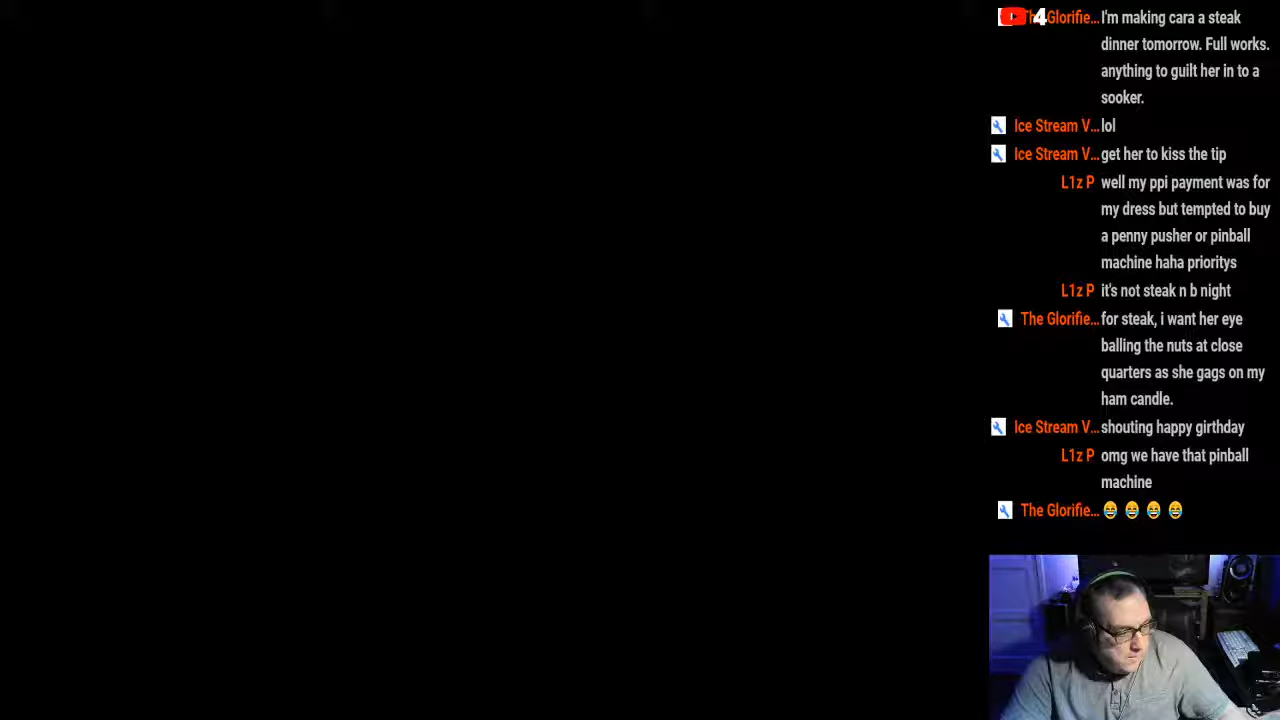 4
The Glorifie... I'm making cara a steak
dinner tomorrow. Full works.
anything to guilt her in to a
sooker.
Ice Stream V... lol
Ice Stream V... get her to kiss the tip
L1z P well my ppi payment was for
my dress but tempted to buy
a penny pusher or pinball
machine haha prioritys
L1z P it's not steak n b night
The Glorifie... for steak, i want her eye
balling the nuts at close
quarters as she gags on my
ham candle.
Ice Stream V... shouting happy girthday
L1z P omg we have that pinball
machine
The Glorifie... 😂 😂 😂 😂